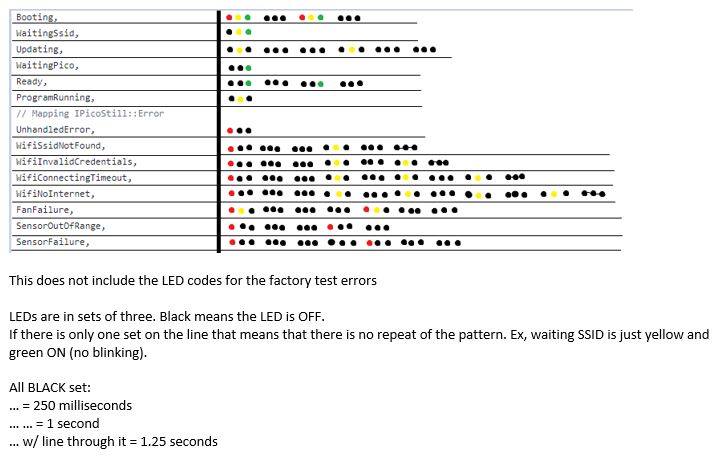 Booting,
WaitingSsid,
Updating,
WaitingPico,
Ready,
ProgramRunning,
// Mapping IPicoStill::Error
UnhandledError,
WifiSsidNotFound,
WifiInvalidCredentials,
WifiConnectingTimeout,
WifiNoInternet,
FanFailure,
SensorOutOfRange,
SensorFailure,
This does not include the LED codes for the factory test errors
LEDs are in sets of three. Black means the LED is OFF.
If there is only one set on the line that means that there is no repeat of the pattern. Ex, waiting SSID is just yellow and
green ON (no blinking).
All BLACK set:
... = 250 milliseconds
... ... = 1 second
... w/ line through it = 1.25 seconds